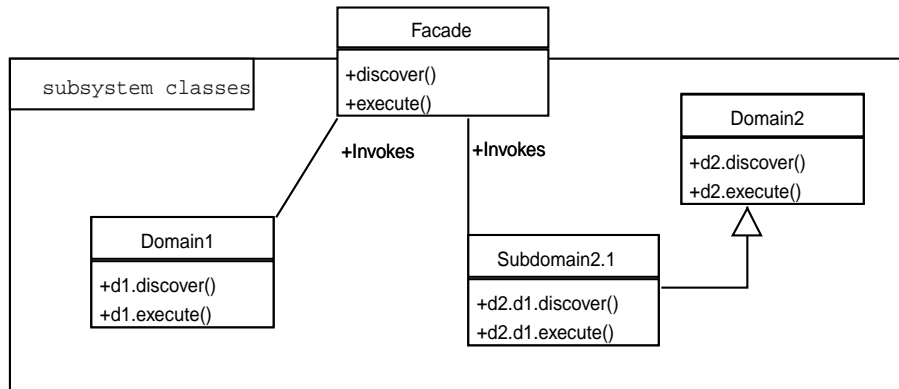 Facade
+discover()
+execute()
subsystem classes
+Invokes
+Invokes
Domain2
+d2.discover()
+d2.execute()
Domain1
+d1.discover()
+d1.execute()
Subdomain2.1
+d2.d1.discover()
+d2.d1.execute()